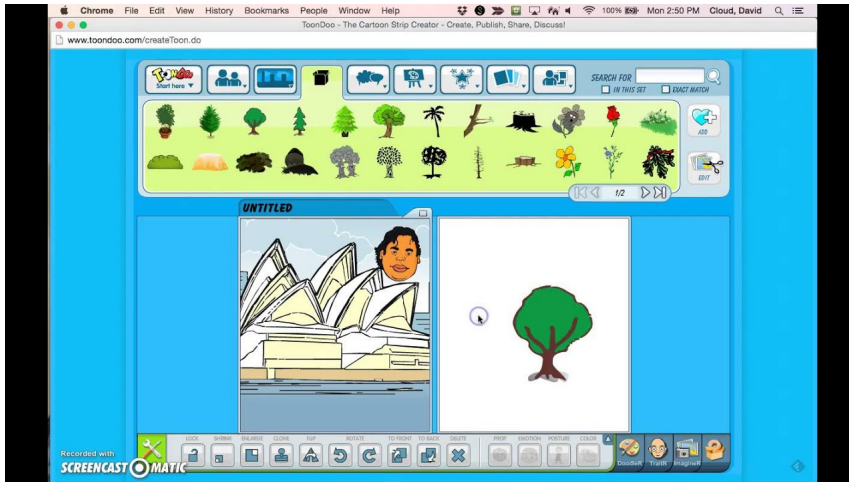 Chrome File Edit View History Bookmarks People Window Help 100% Mon 2:50 PM Cloud, David
ToonDoo - The Cartoon Strip Creator - Create, Publish, Share, Discuss!
www.toondoo.com/createToon.do
TOONDOO
Start here
SEARCH FOR
IN THIS SET EXACT MATCH
ADD
EDIT
1/2
UNTITLED
LOCK SHRINK ENLARGE CLONE FLIP ROTATE TO FRONT TO BACK DELETE PROP EMOTION POSTURE COLOR
DoodleR TraitR ImagineR
Recorded with
SCREENCAST-O-MATIC